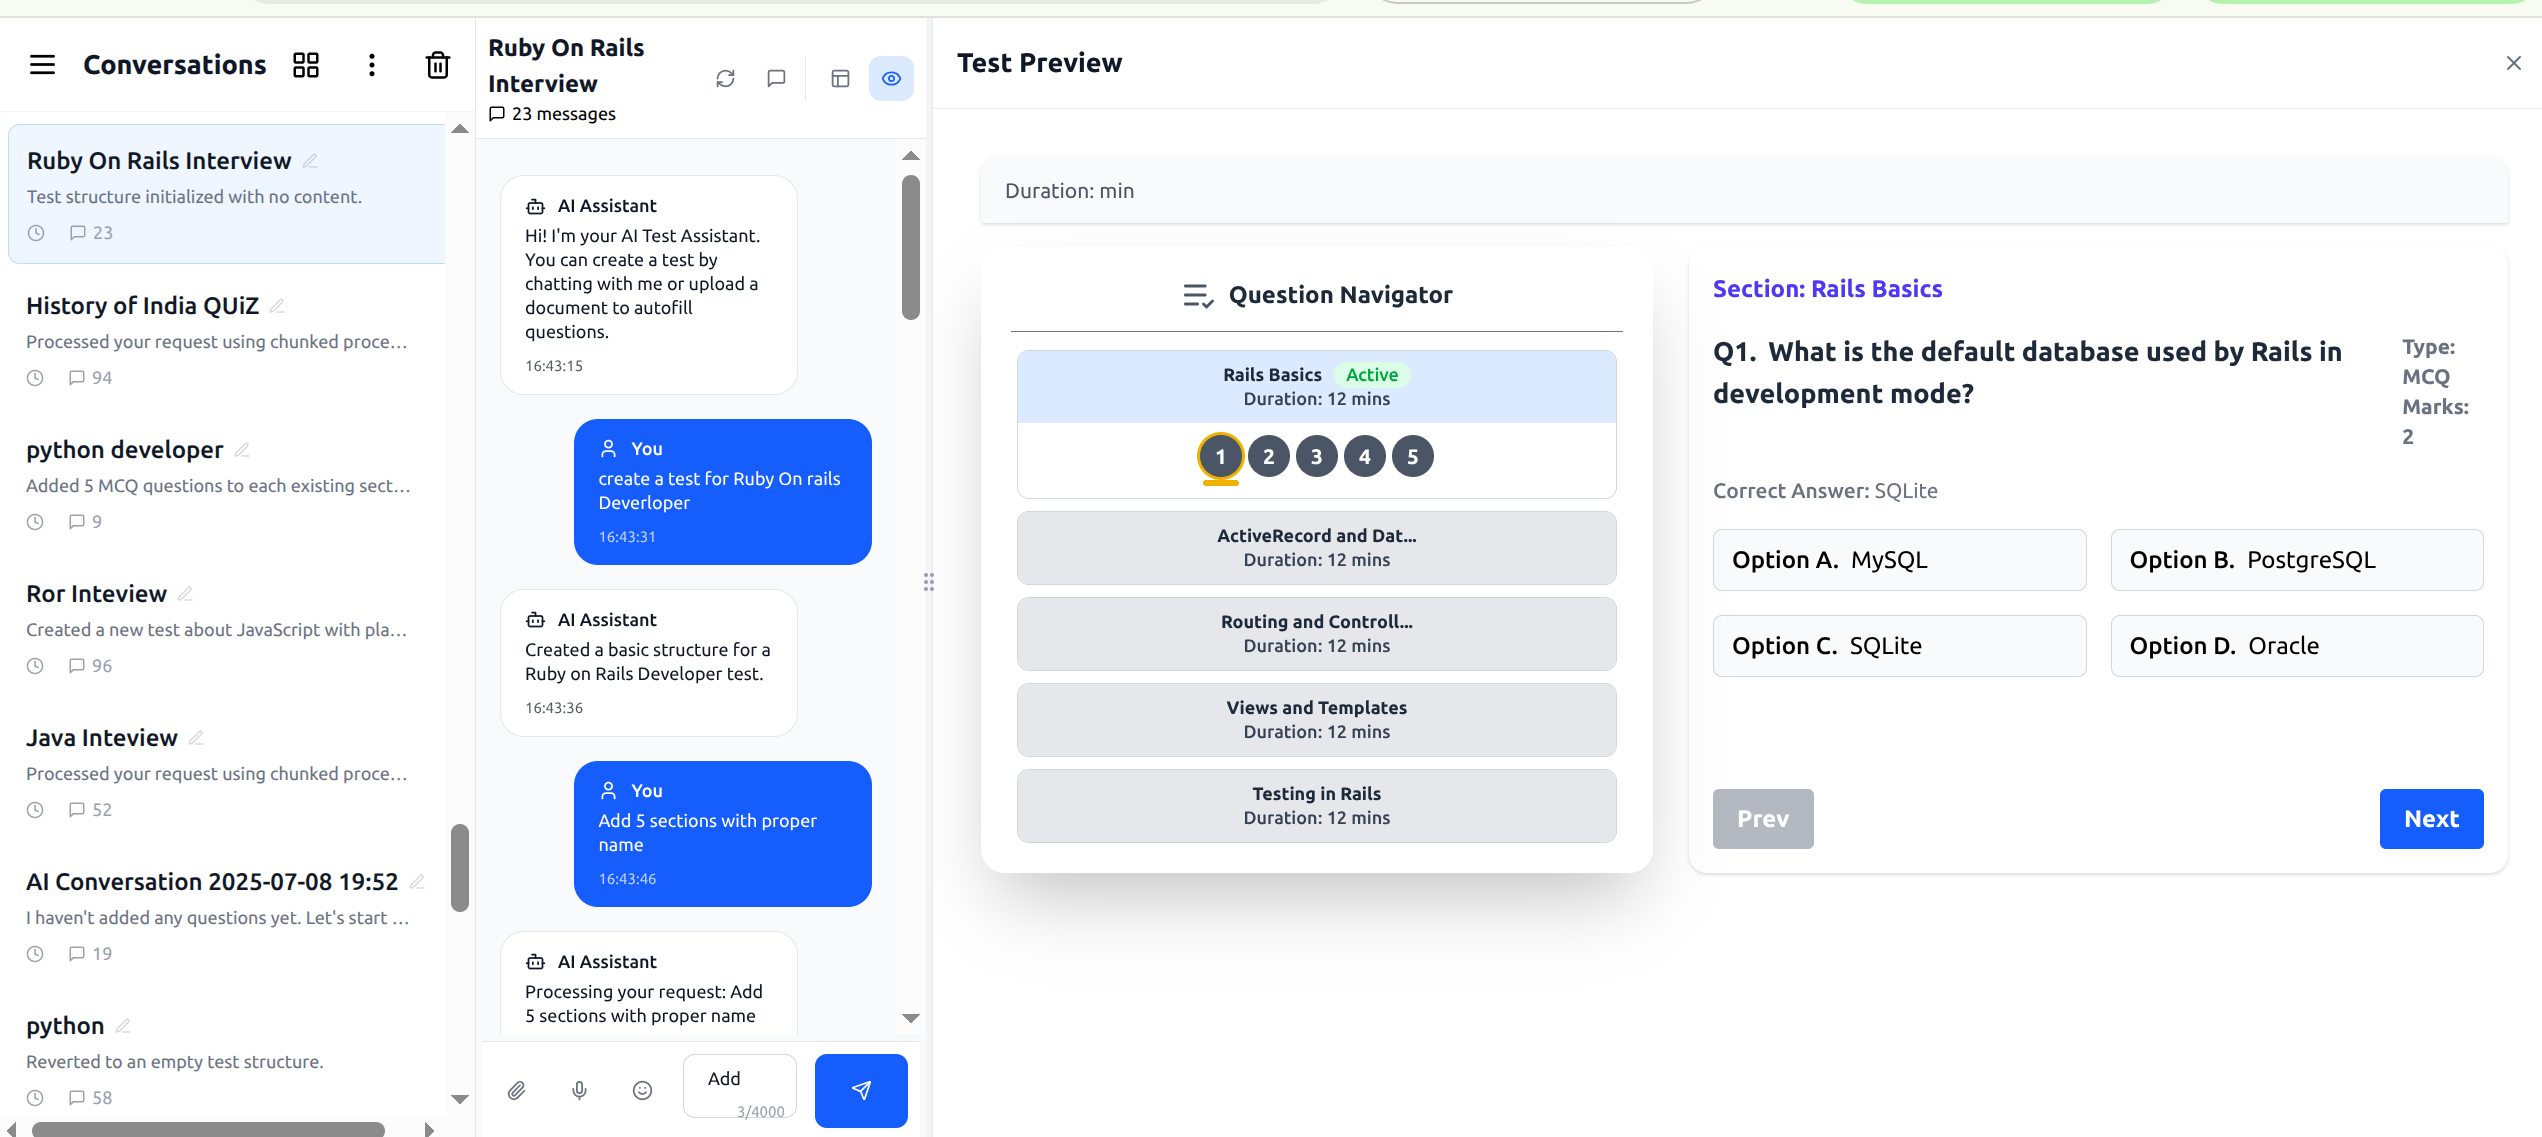 Conversations
Ruby On Rails Interview
Test structure initialized with no content.
23
History of India QUiZ
Processed your request using chunked proce...
94
python developer
Added 5 MCQ questions to each existing sect...
9
Ror Inteview
Created a new test about JavaScript with pla...
96
Java Inteview
Processed your request using chunked proce...
52
AI Conversation 2025-07-08 19:52
I haven't added any questions yet. Let's start ...
19
python
Reverted to an empty test structure.
58
Ruby On Rails
Interview
23 messages
AI Assistant
Hi! I'm your AI Test Assistant.
You can create a test by
chatting with me or upload a
document to autofill
questions.
16:43:15
You
create a test for Ruby On rails
Deverloper
16:43:31
AI Assistant
Created a basic structure for a
Ruby on Rails Developer test.
16:43:36
You
Add 5 sections with proper
name
16:43:46
AI Assistant
Processing your request: Add
5 sections with proper name
Add
3/4000
Test Preview
Duration: min
Question Navigator
Rails Basics Active
Duration: 12 mins
1 2 3 4 5
ActiveRecord and Dat...
Duration: 12 mins
Routing and Controll...
Duration: 12 mins
Views and Templates
Duration: 12 mins
Testing in Rails
Duration: 12 mins
Section: Rails Basics
Q1. What is the default database used by Rails in
development mode?
Type:
MCQ
Marks:
2
Correct Answer: SQLite
Option A. MySQL
Option B. PostgreSQL
Option C. SQLite
Option D. Oracle
Prev
Next